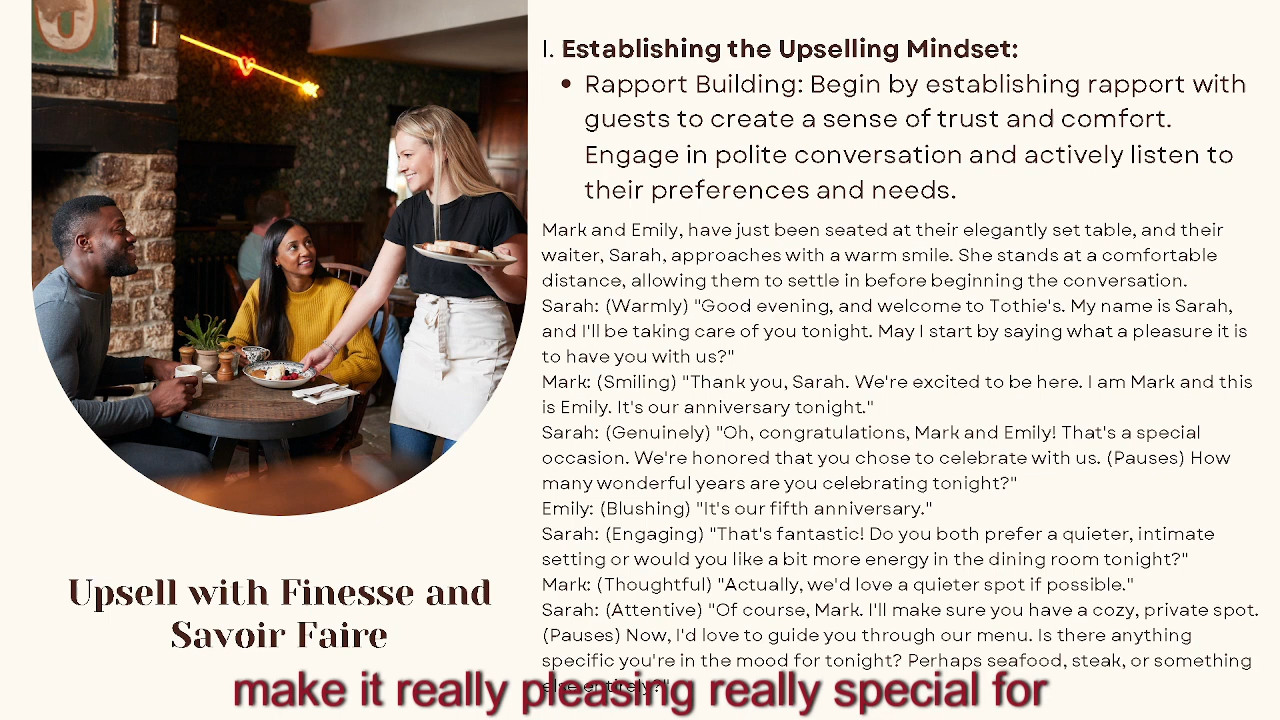 I. Establishing the Upselling Mindset:
• Rapport Building: Begin by establishing rapport with
guests to create a sense of trust and comfort.
Engage in polite conversation and actively listen to
their preferences and needs.
Mark and Emily, have just been seated at their elegantly set table, and their
waiter, Sarah, approaches with a warm smile. She stands at a comfortable
distance, allowing them to settle in before beginning the conversation.
Sarah: (Warmly) "Good evening, and welcome to Tothie's. My name is Sarah,
and I'll be taking care of you tonight. May I start by saying what a pleasure it is
to have you with us?"
Mark: (Smiling) "Thank you, Sarah. We're excited to be here. I am Mark and this
is Emily. It's our anniversary tonight."
Sarah: (Genuinely) "Oh, congratulations, Mark and Emily! That's a special
occasion. We're honored that you chose to celebrate with us. (Pauses) How
many wonderful years are you celebrating tonight?"
Emily: (Blushing) "It's our fifth anniversary."
Sarah: (Engaging) "That's fantastic! Do you both prefer a quieter, intimate
setting or would you like a bit more energy in the dining room tonight?"
Mark: (Thoughtful) "Actually, we'd love a quieter spot if possible."
Sarah: (Attentive) "Of course, Mark. I'll make sure you have a cozy, private spot.
(Pauses) Now, I'd love to guide you through our menu. Is there anything
specific you're in the mood for tonight? Perhaps seafood, steak, or something
else entirely?"
Upsell with Finesse and
Savoir Faire
make it really pleasing really special for